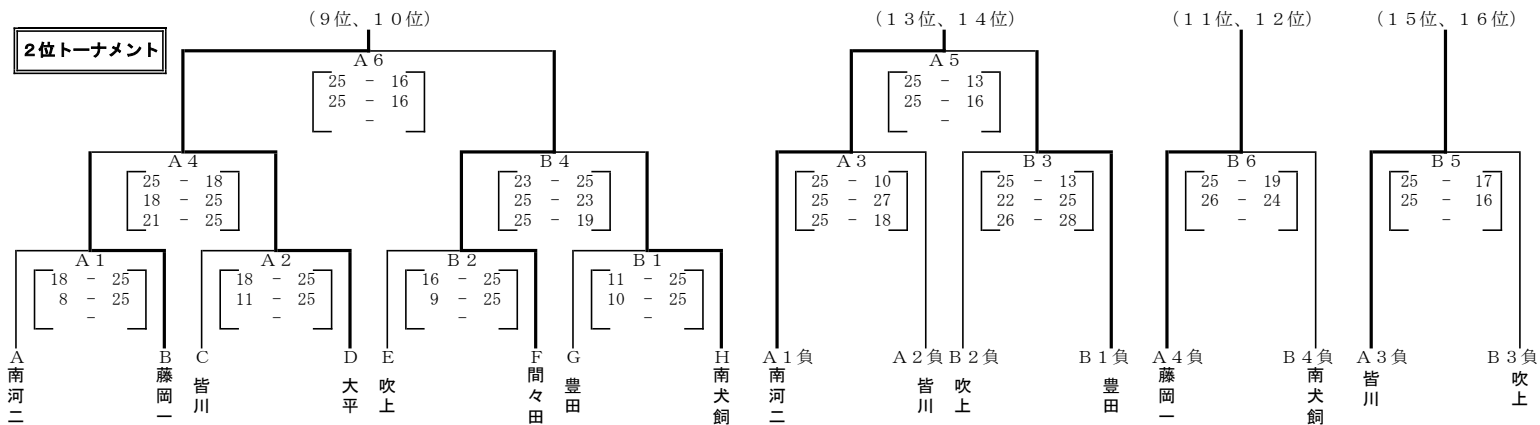 (9位、10位)
(13位、14位)
(11位、12位)
(15位、16位)
2位トーナメント
A6
25 - 16
25 - 16
-
A5
25 - 13
25 - 16
-
A4
25 - 18
18 - 25
21 - 25
B4
23 - 25
25 - 23
25 - 19
A3
25 - 10
25 - 27
25 - 18
B3
25 - 13
22 - 25
26 - 28
B6
25 - 19
26 - 24
-
B5
25 - 17
25 - 16
-
A1
18 - 25
8 - 25
-
A2
18 - 25
11 - 25
-
B2
16 - 25
9 - 25
-
B1
11 - 25
10 - 25
-
A B C D E F G H A1負 A2負 B2負 B1負 A4負 B4負 A3負 B3負
南河二
藤岡一
皆川
大平
吹上
間々田
豊田
南犬飼
南河二
皆川
吹上
豊田
藤岡一
南犬飼
皆川
吹上